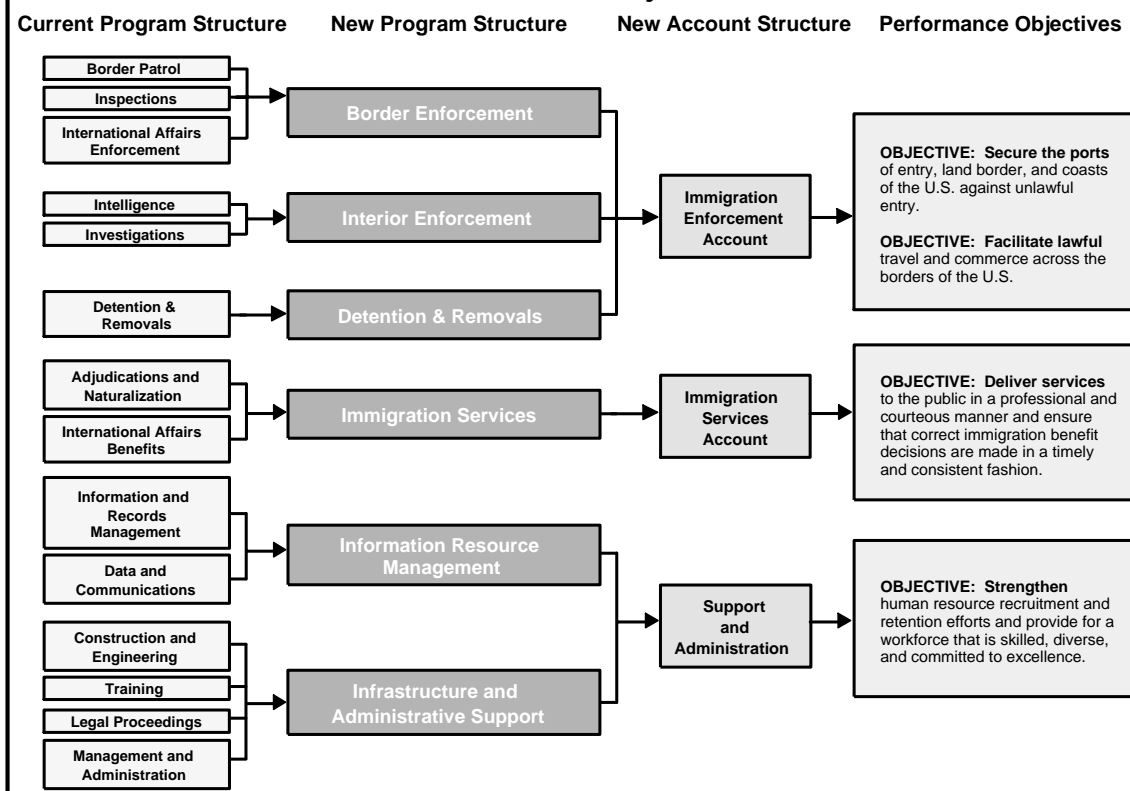 Current Program Structure
New Program Structure
New Account Structure
Performance Objectives
Border Patrol
Inspections
International Affairs
Enforcement
Border Enforcement
Intelligence
Investigations
Interior Enforcement
Detention &
Removals
Detention & Removals
Immigration
Enforcement
Account
OBJECTIVE: Secure the ports
of entry, land border, and coasts
of the U.S. against unlawful
entry.
OBJECTIVE: Facilitate lawful
travel and commerce across the
borders of the U.S.
Adjudications and
Naturalization
International Affairs
Benefits
Immigration Services
Immigration
Services
Account
OBJECTIVE: Deliver services
to the public in a professional and
courteous manner and ensure
that correct immigration benefit
decisions are made in a timely
and consistent fashion.
Information and
Records
Management
Data and
Communications
Information Resource
Management
Construction and
Engineering
Training
Legal Proceedings
Management and
Administration
Infrastructure and
Administrative Support
Support
and
Administration
OBJECTIVE: Strengthen
human resource recruitment and
retention efforts and provide for a
workforce that is skilled, diverse,
and committed to excellence.